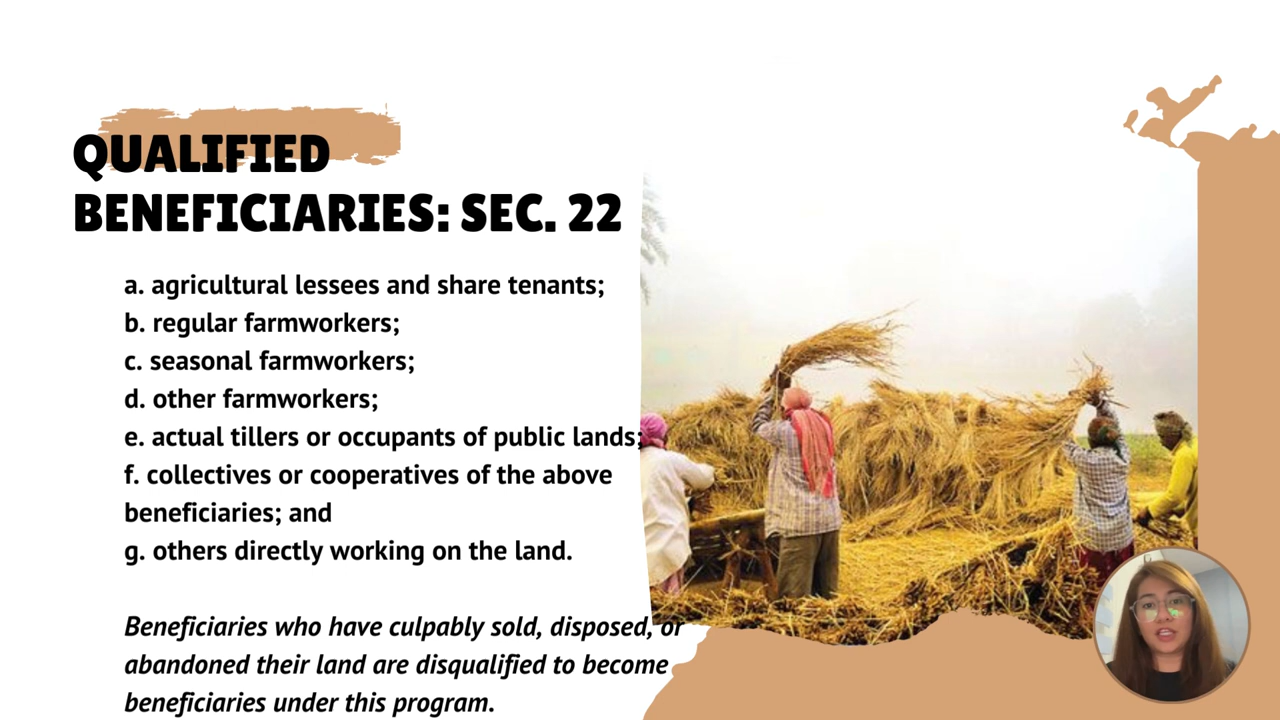 QUALIFIED
BENEFICIARIES: SEC. 22
a. agricultural lessees and share tenants;
b. regular farmworkers;
c. seasonal farmworkers;
d. other farmworkers;
e. actual tillers or occupants of public lands;
f. collectives or cooperatives of the above
beneficiaries; and
g. others directly working on the land.
Beneficiaries who have culpably sold, disposed, or
abandoned their land are disqualified to become
beneficiaries under this program.